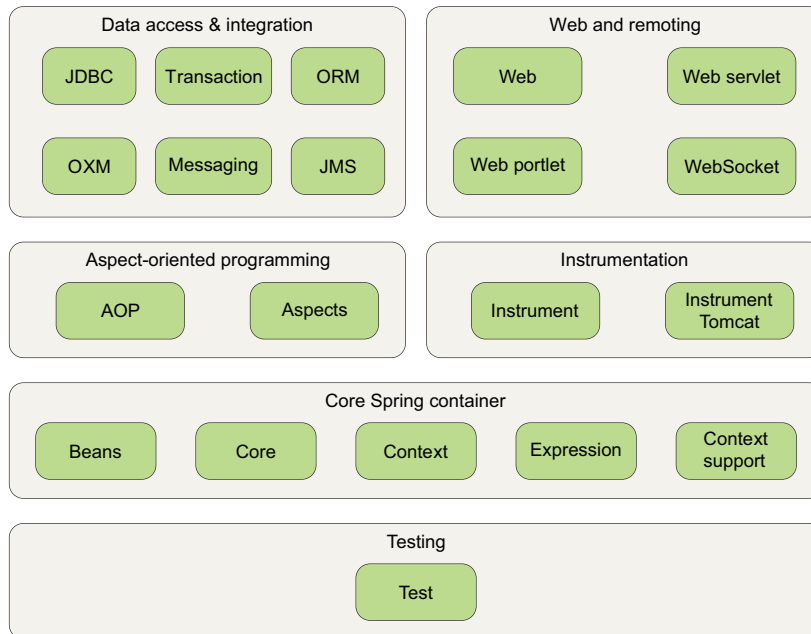 Data access & integration
JDBC
Transaction
ORM
OXM
Messaging
JMS
Web and remoting
Web
Web servlet
Web portlet
WebSocket
Aspect-oriented programming
AOP
Aspects
Instrumentation
Instrument
Instrument
Tomcat
Core Spring container
Beans
Core
Context
Expression
Context
support
Testing
Test